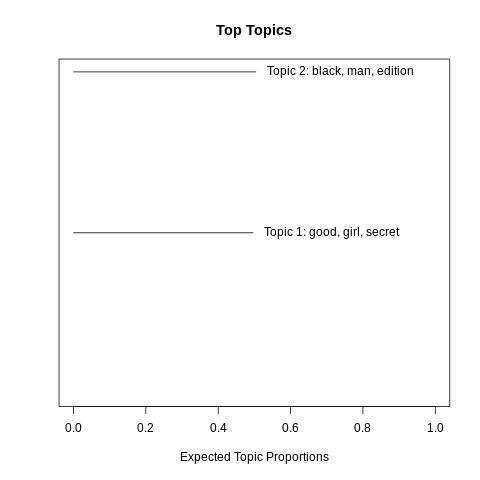 Top Topics
Topic 2: black, man, edition
Topic 1: good, girl, secret
0.0 0.2 0.4 0.6 0.8 1.0
Expected Topic Proportions